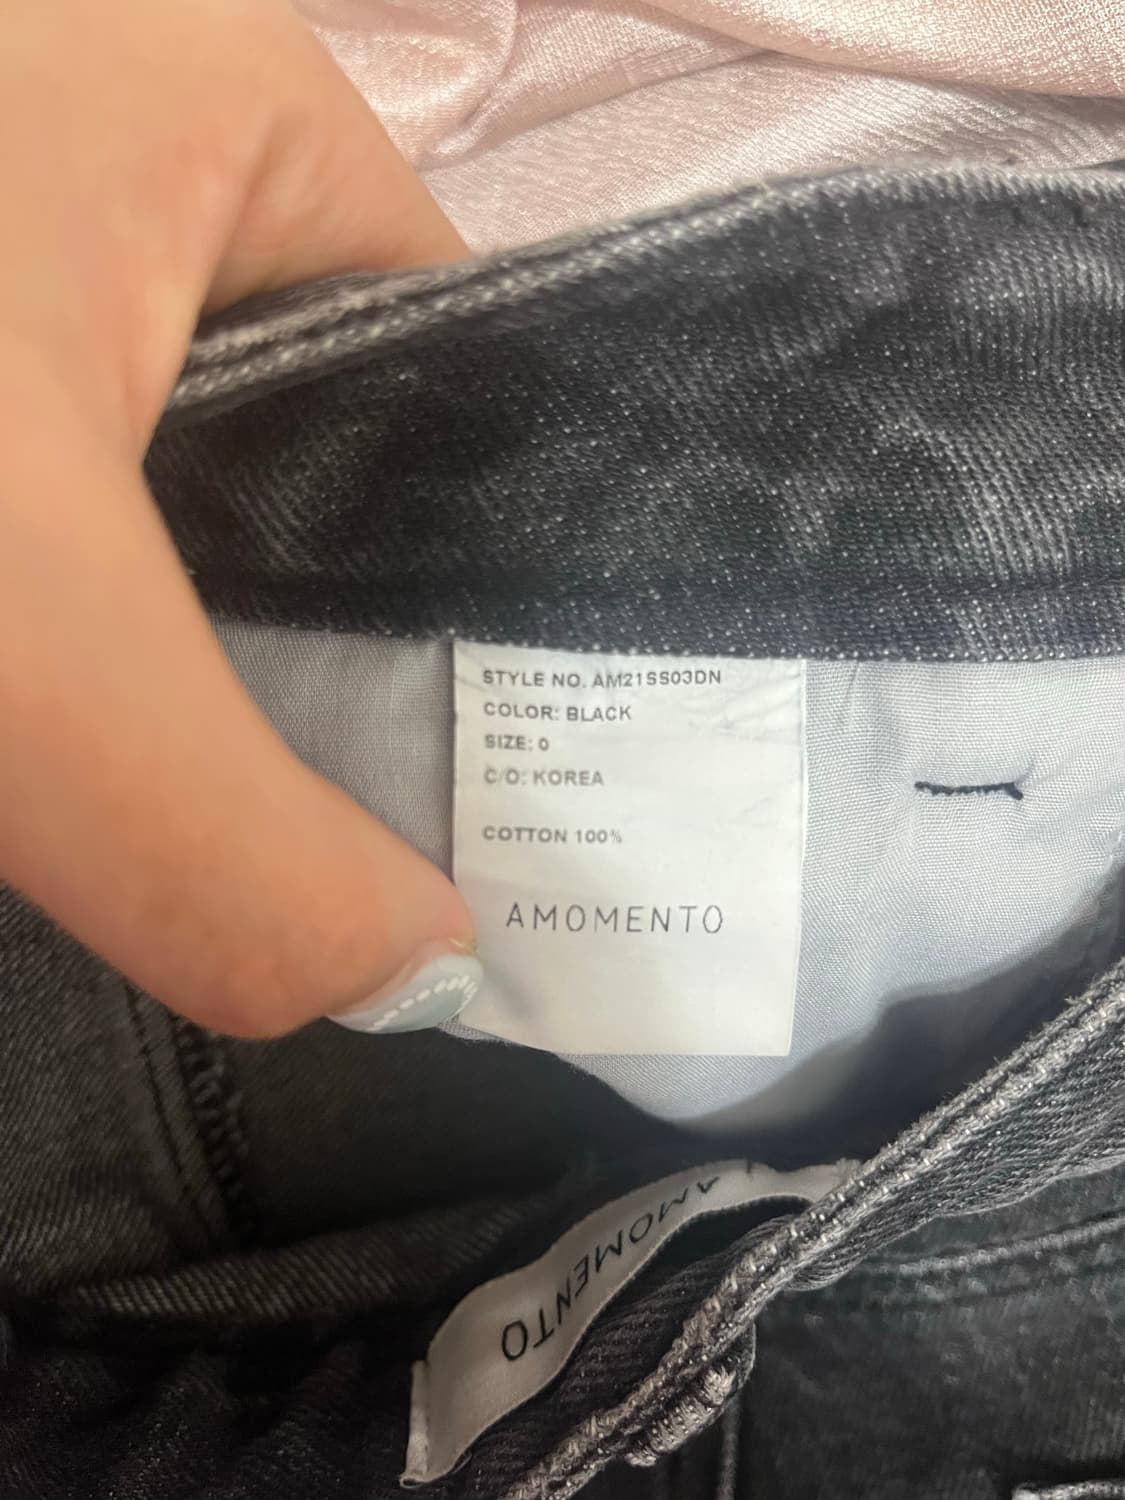 STYLE NO. AM21SS03DN
COLOR: BLACK
SIZE: 0
C/O: KOREA
COTTON 100%
AMOMENTO
AMOMENTO